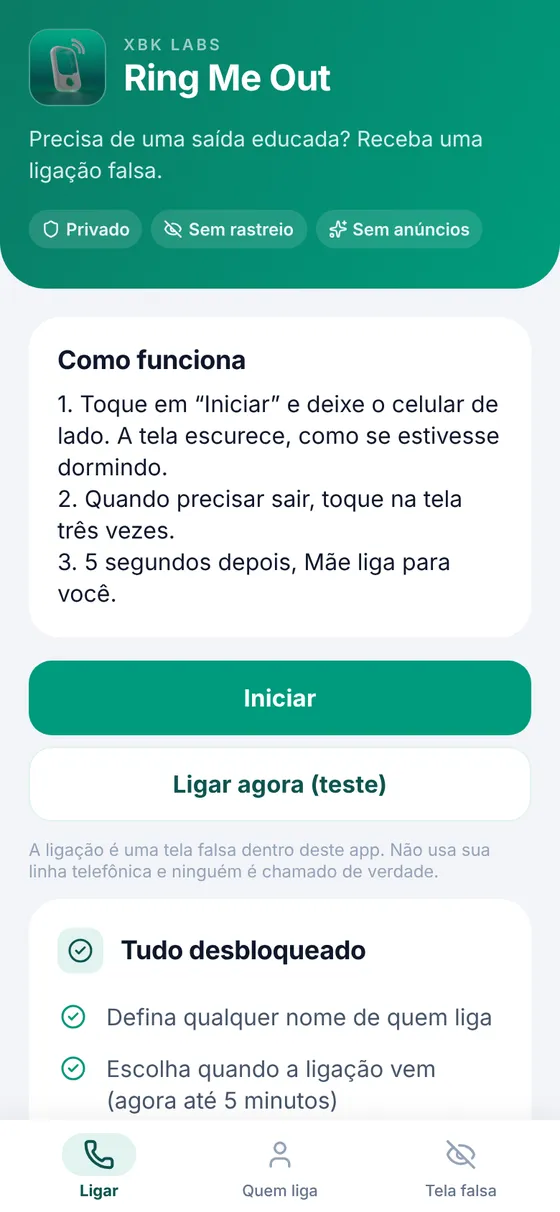 XBK LABS
Ring Me Out
Precisa de uma saída educada? Receba uma
ligação falsa.
Privado
Sem rastreio
Sem anúncios
Como funciona
1. Toque em “Iniciar” e deixe o celular de
lado. A tela escurece, como se estivesse
dormindo.
2. Quando precisar sair, toque na tela
três vezes.
3. 5 segundos depois, Mãe liga para
você.
Iniciar
Ligar agora (teste)
A ligação é uma tela falsa dentro deste app. Não usa sua
linha telefônica e ninguém é chamado de verdade.
Tudo desbloqueado
Defina qualquer nome de quem liga
Escolha quando a ligação vem
(agora até 5 minutos)
Ligar
Quem liga
Tela falsa